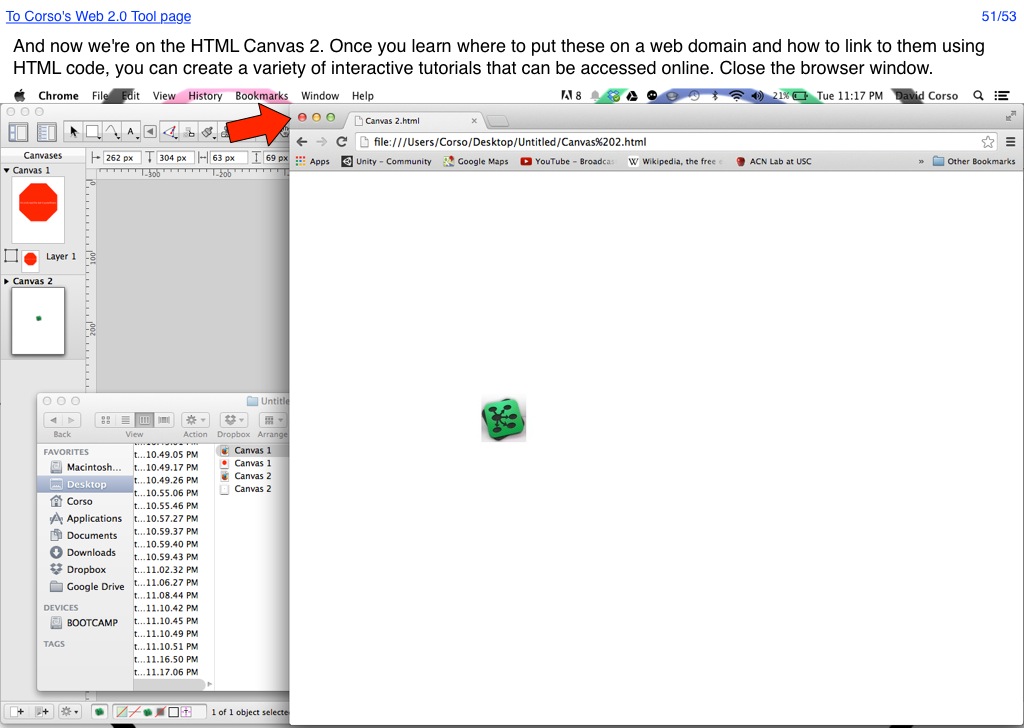 To Corso's Web 2.0 Tool page
51/53
And now we're on the HTML Canvas 2. Once you learn where to put these on a web domain and how to link to them using
HTML code, you can create a variety of interactive tutorials that can be accessed online. Close the browser window.
Chrome File Edit View History Bookmarks Window Help
8
21%
Tue 11:17 PM David Corso
Canvas 2.html
file:///Users/Corso/Desktop/Untitled/Canvas%202.html
Apps Unity - Community Google Maps YouTube - Broadcas Wikipedia, the free e ACN Lab at USC » Other Bookmarks
Canvases
262 px 304 px 63 px 69 px
-300 -200
Canvas 1
0
Layer 1
100
Canvas 2
200
Untitle
Back View Action Dropbox Arrange
FAVORITES
Macintosh...
Desktop
Corso
Applications
Documents
Downloads
Dropbox
Google Drive
DEVICES
BOOTCAMP
TAGS
t...10.49.05 PM
t...10.49.17 PM
t...10.49.26 PM
t...10.55.06 PM
t...10.55.46 PM
t...10.57.27 PM
t...10.59.37 PM
t...10.59.40 PM
t...10.59.43 PM
t...11.02.32 PM
t...11.06.27 PM
t...11.08.44 PM
t...11.10.42 PM
t...11.10.45 PM
t...11.10.49 PM
t...11.10.51 PM
t...11.16.50 PM
t...11.17.06 PM
Canvas 1
Canvas 1
Canvas 2
Canvas 2
1 of 1 object selecte